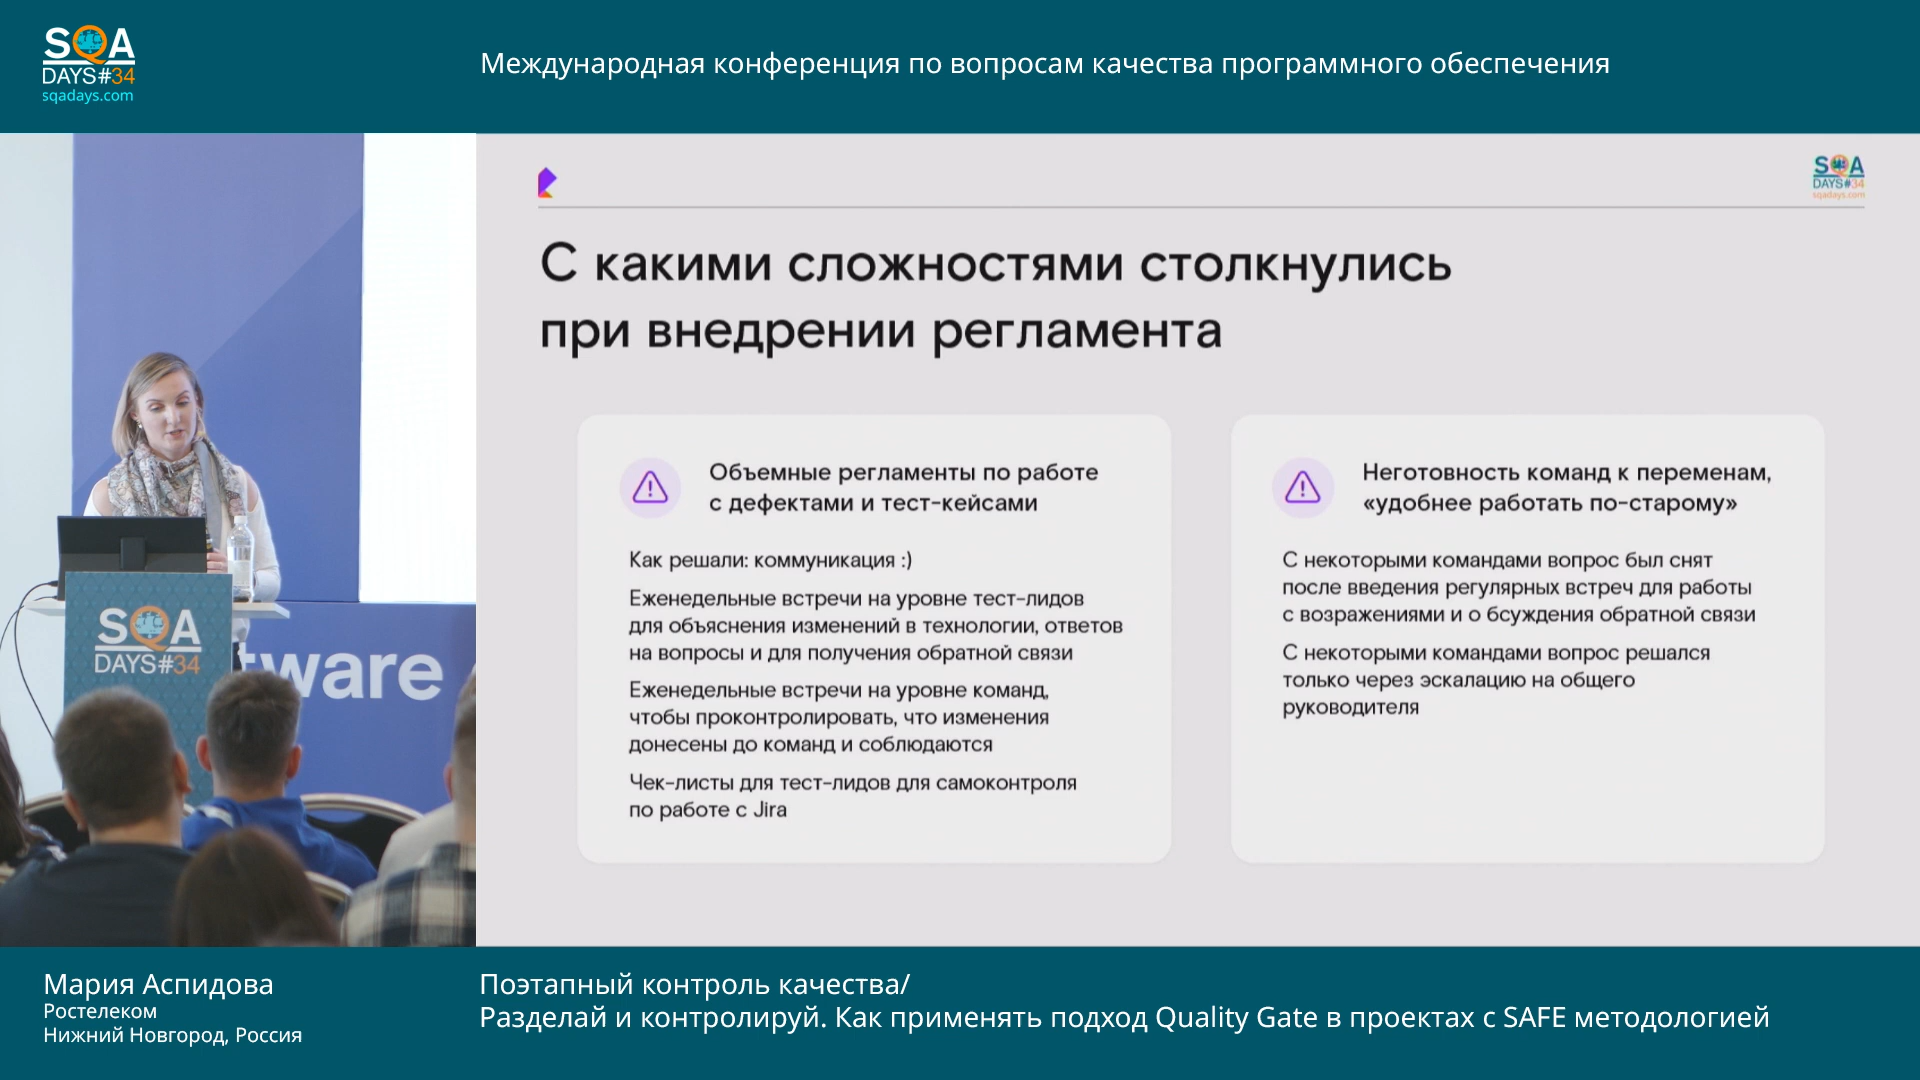 SQA
DAYS#34
sqadays.com
Международная конференция по вопросам качества программного обеспечения
SQA
DAYS#34
sqadays.com
С какими сложностями столкнулись
при внедрении регламента
Объемные регламенты по работе
с дефектами и тест-кейсами
Как решали: коммуникация :)
Еженедельные встречи на уровне тест-лидов
для объяснения изменений в технологии, ответов
на вопросы и для получения обратной связи
Еженедельные встречи на уровне команд,
чтобы проконтролировать, что изменения
донесены до команд и соблюдаются
Чек-листы для тест-лидов для самоконтроля
по работе с Jira
Неготовность команд к переменам,
«удобнее работать по-старому»
С некоторыми командами вопрос был снят
после введения регулярных встреч для работы
с возражениями и о бсуждения обратной связи
С некоторыми командами вопрос решался
только через эскалацию на общего
руководителя
SQA
DAYS#34
tware
Мария Аспидова
Ростелеком
Нижний Новгород, Россия
Поэтапный контроль качества/
Разделай и контролируй. Как применять подход Quality Gate в проектах с SAFE методологией